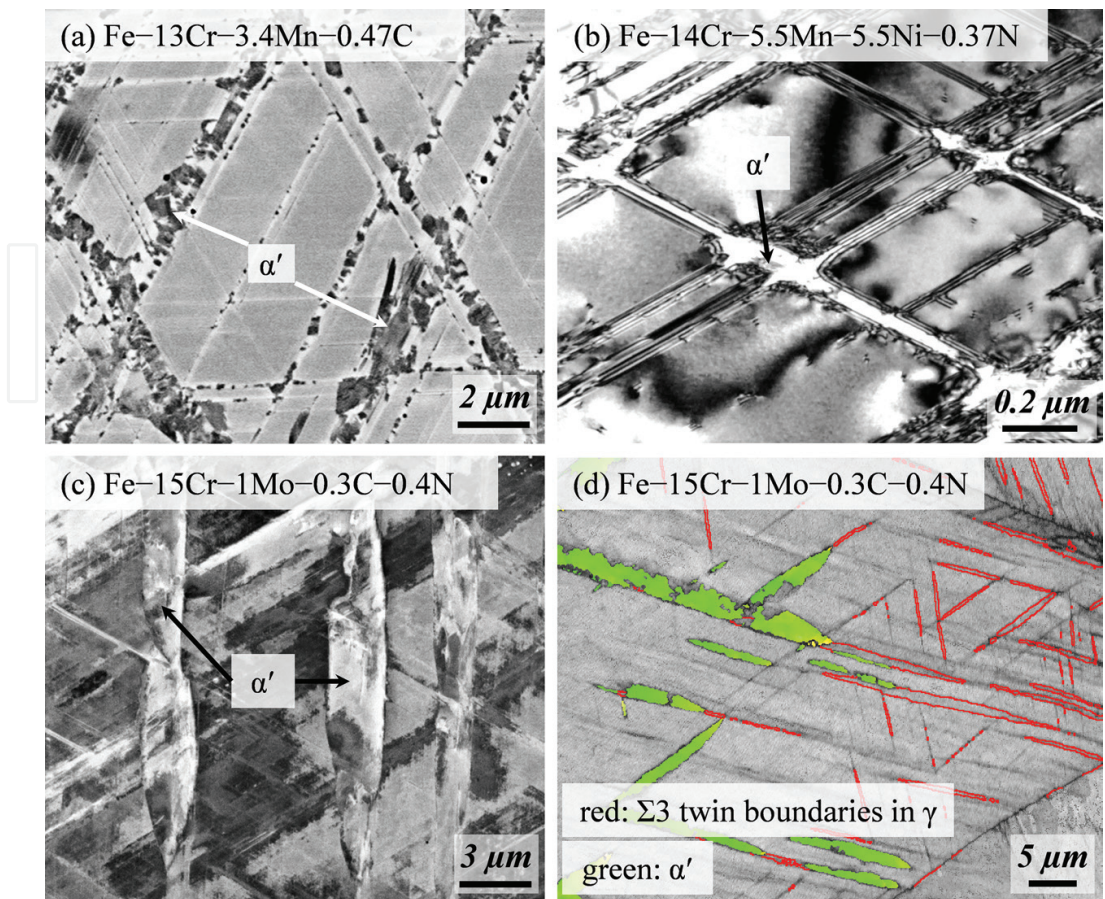 (a) Fe–13Cr–3.4Mn–0.47C
α′
2 μm
(b) Fe–14Cr–5.5Mn–5.5Ni–0.37N
α′
0.2 μm
(c) Fe–15Cr–1Mo–0.3C–0.4N
α′
3 μm
(d) Fe–15Cr–1Mo–0.3C–0.4N
red: Σ3 twin boundaries in γ
green: α′
5 μm